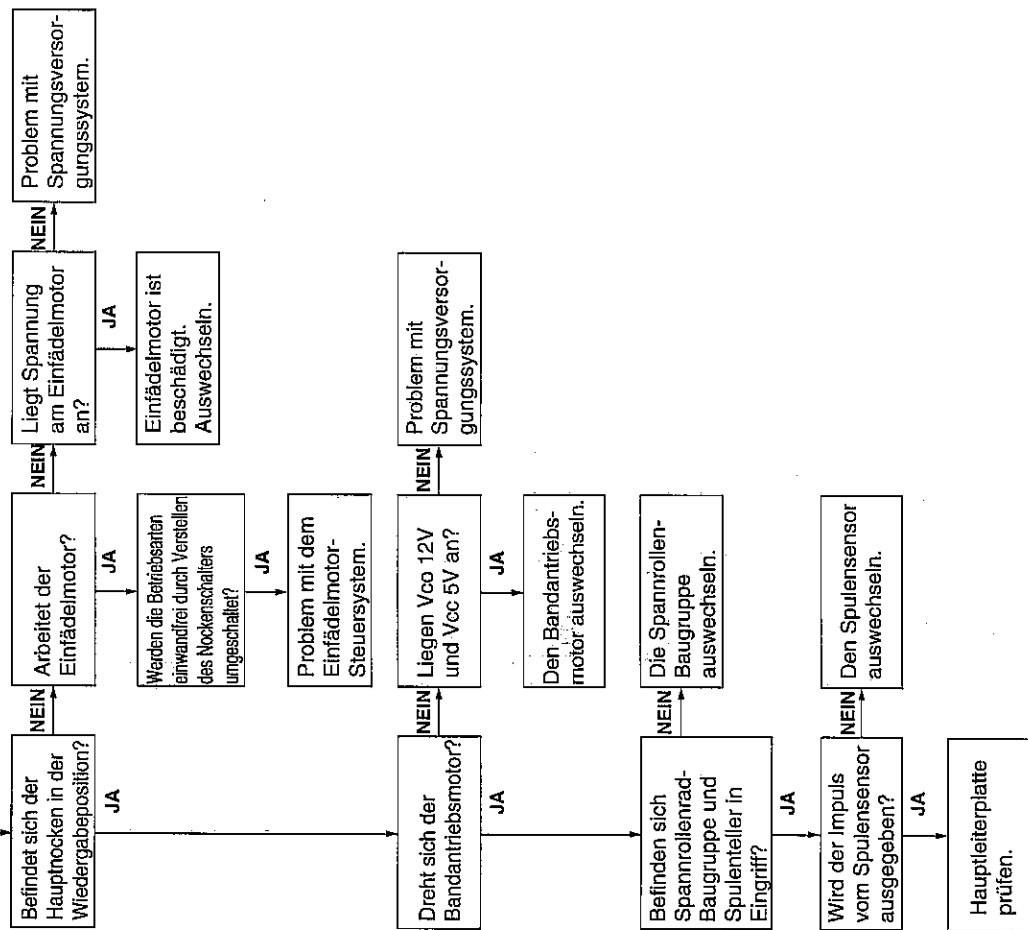 Befindet sich der
Hauptnocken in der
Wiedergabeposition?
NEIN
Arbeitet der
Einfädelmotor?
NEIN
Liegt Spannung
am Einfädelmotor
an?
NEIN
Problem mit
Spannungsversor-
gungssystem.
JA
JA
JA
Werden die Betriebsarten
einwandfrei durch Verstellen
des Nockenschalters
umgeschaltet?
Einfädelmotor ist
beschädigt.
Auswechseln.
JA
Problem mit dem
Einfädelmotor-
Steuersystem.
Dreht sich der
Bandantriebsmotor?
NEIN
Liegen Vco 12V
und Vcc 5V an?
NEIN
Problem mit
Spannungsversor-
gungssystem.
JA
JA
Den Bandantriebs-
motor auswechseln.
Befinden sich
Spannrollenrad-
Baugruppe und
Spulenteller in
Eingriff?
NEIN
Die Spannrollen-
Baugruppe
auswechseln.
JA
Wird der Impuls
vom Spulensensor
ausgegeben?
NEIN
Den Spulensensor
auswechseln.
JA
Hauptleiterplatte
prüfen.